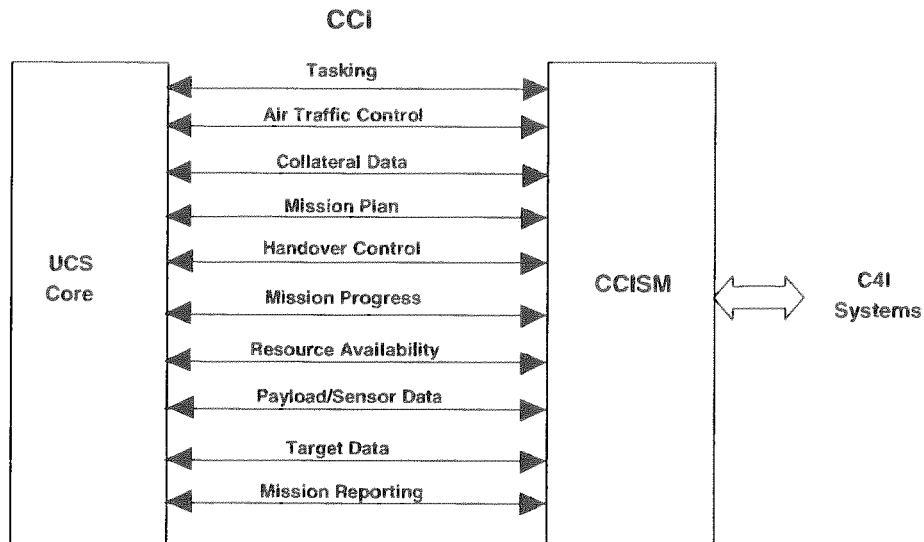 CCI
Tasking
Air Traffic Control
Collateral Data
Mission Plan
Handover Control
Mission Progress
Resource Availability
Payload/Sensor Data
Target Data
Mission Reporting
UCS
Core
CCISM
C4I
Systems